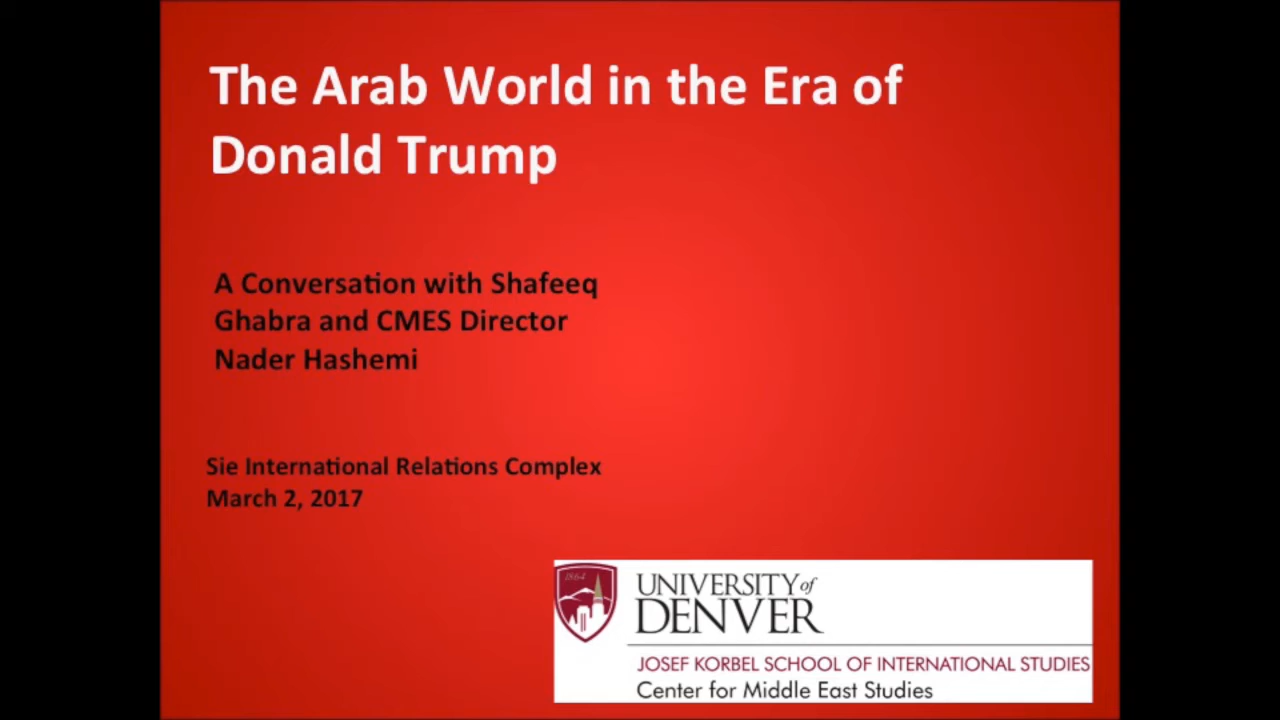 The Arab World in the Era of
Donald Trump
A Conversation with Shafeeq
Ghabra and CMES Director
Nader Hashemi
Sie International Relations Complex
March 2, 2017
1864
UNIVERSITY of
DENVER
JOSEF KORBEL SCHOOL OF INTERNATIONAL STUDIES
Center for Middle East Studies